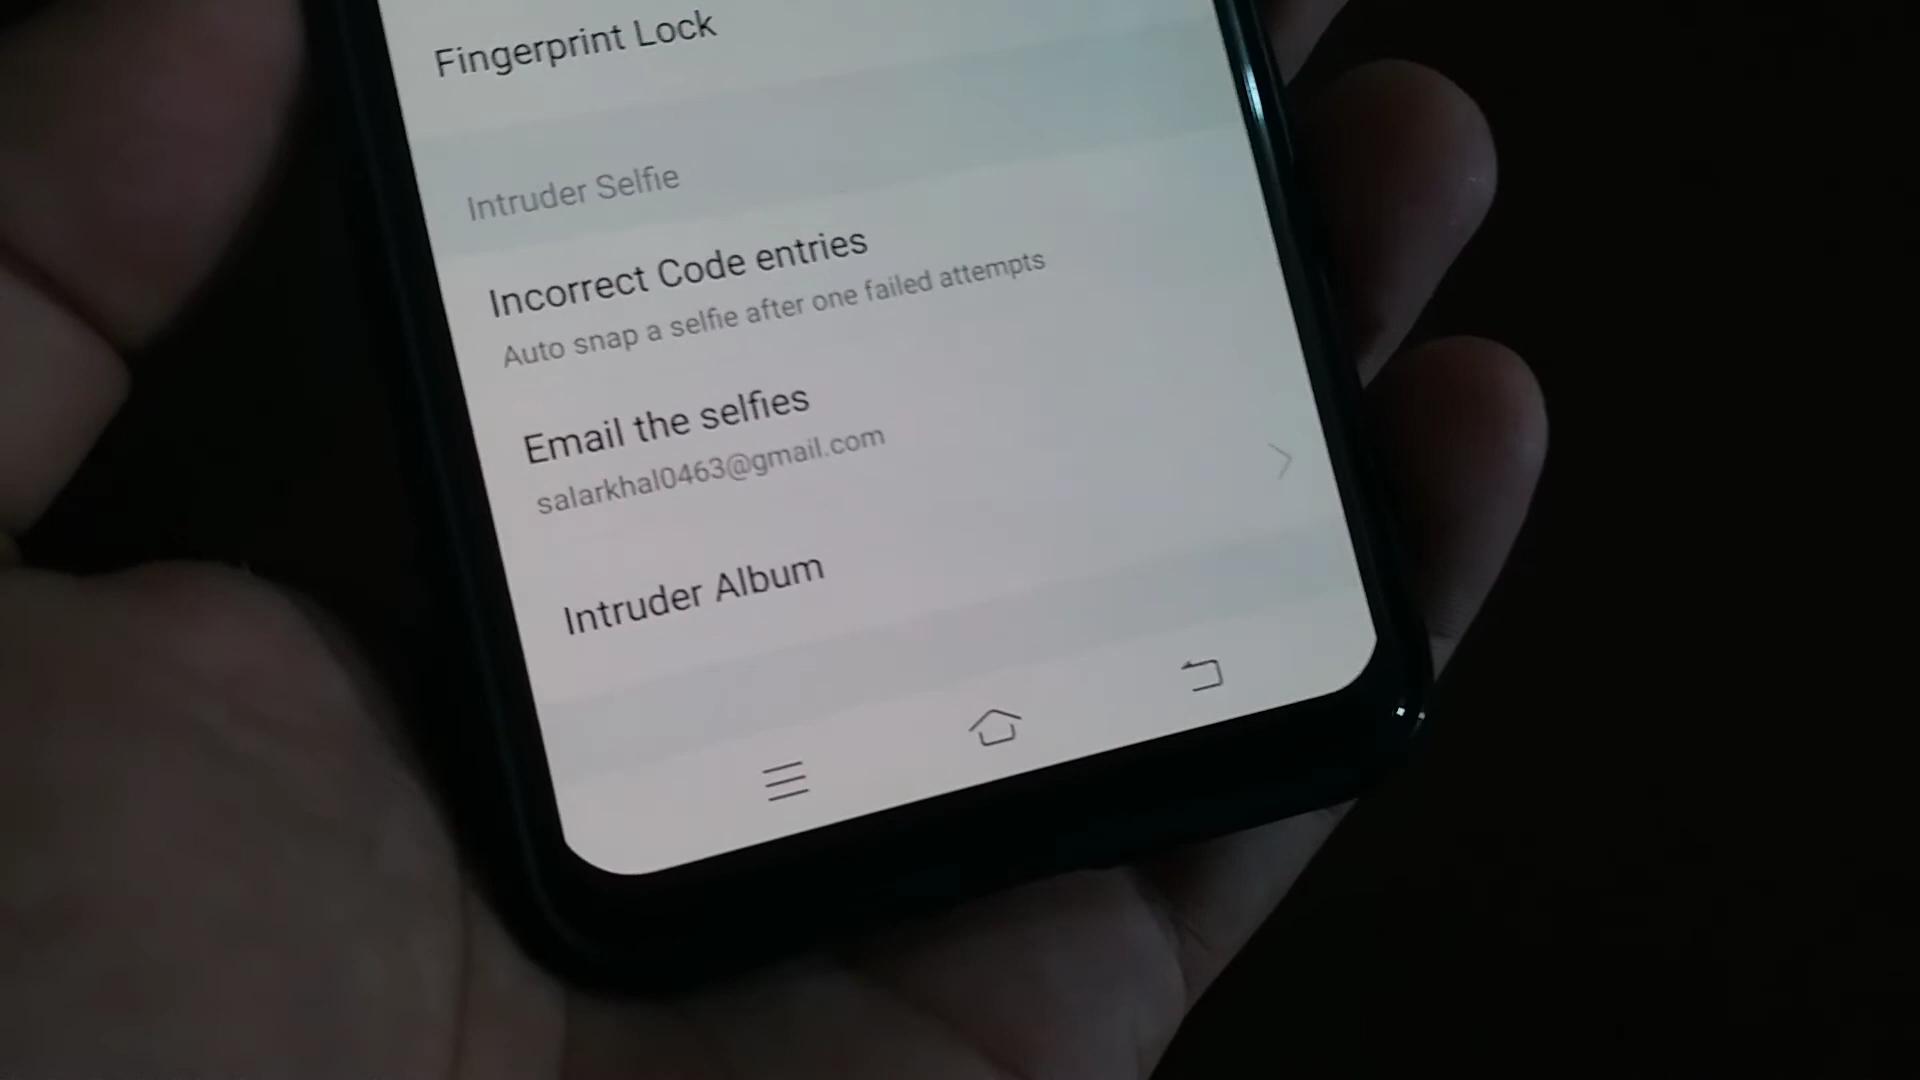 Fingerprint Lock
Intruder Selfie
Incorrect Code entries
Auto snap a selfie after one failed attempts
Email the selfies
salarkhal0463@gmail.com
Intruder Album